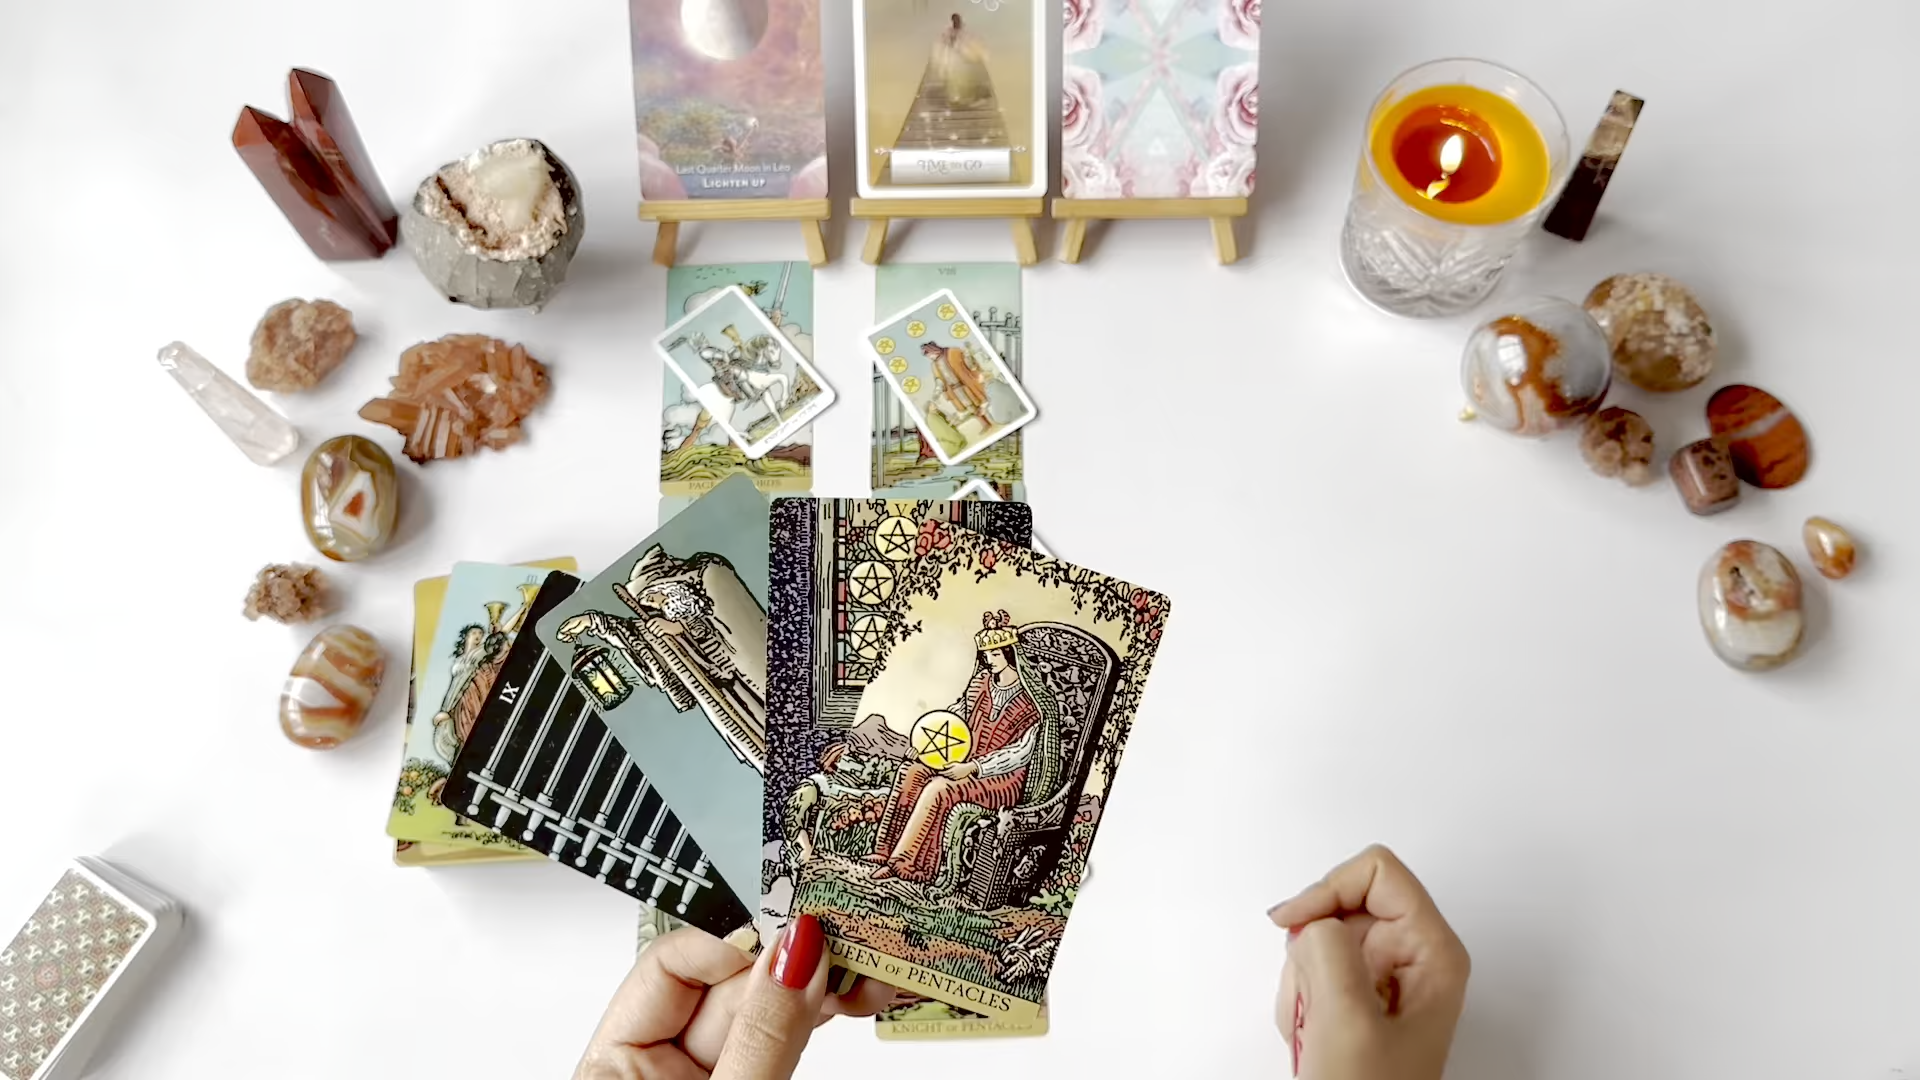 Last Quarter Moon in Leo
LIGHTEN UP
TIME TO GO
VIII
IX
V
QUEEN OF PENTACLES
KNIGHT OF PENTACLES